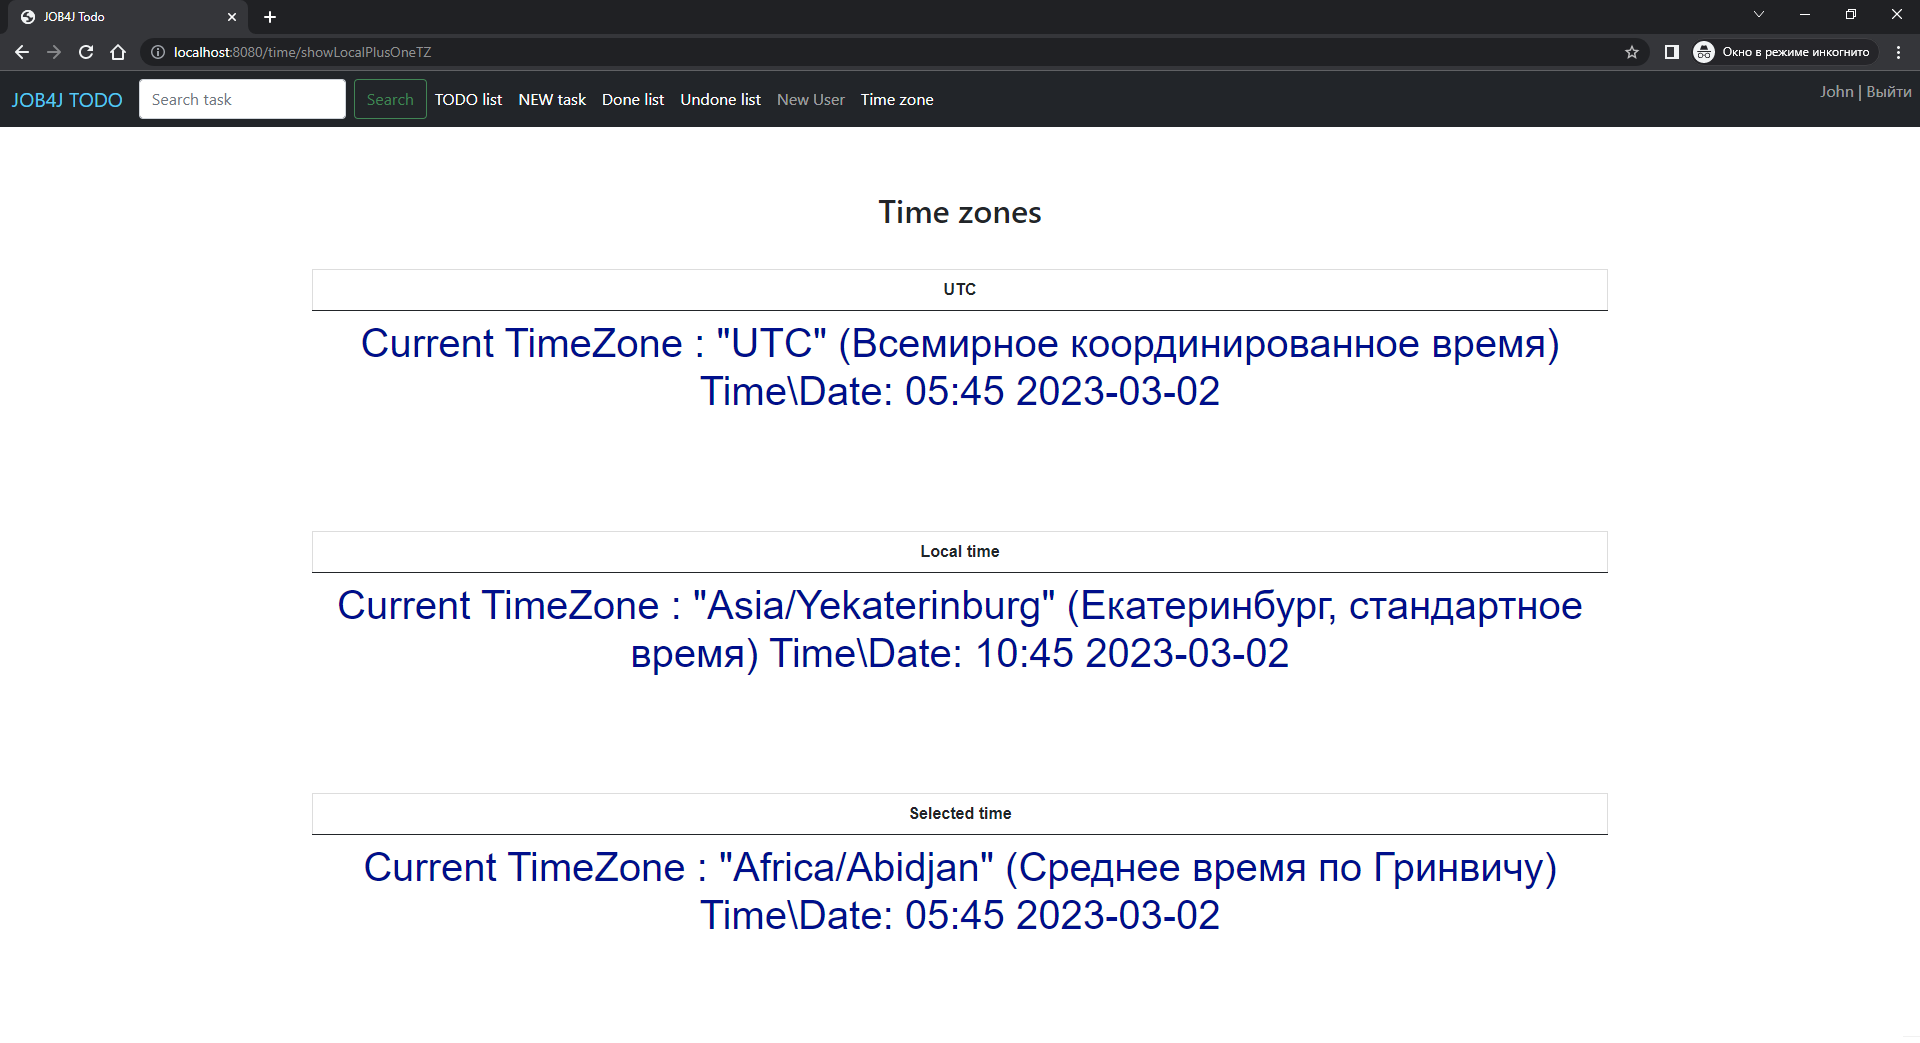 JOB4J Todo
localhost:8080/time/showLocalPlusOneTZ
Окно в режиме инкогнито
JOB4J TODO Search task Search TODO list NEW task Done list Undone list New User Time zone John | Выйти
Time zones
UTC
Current TimeZone : "UTC" (Всемирное координированное время)
Time\Date: 05:45 2023-03-02
Local time
Current TimeZone : "Asia/Yekaterinburg" (Екатеринбург, стандартное
время) Time\Date: 10:45 2023-03-02
Selected time
Current TimeZone : "Africa/Abidjan" (Среднее время по Гринвичу)
Time\Date: 05:45 2023-03-02